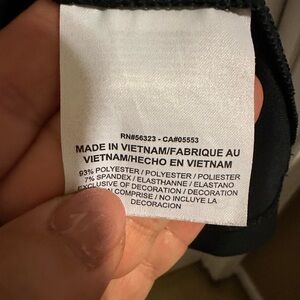 RN#56323 - CA#05553
MADE IN VIETNAM/FABRIQUE AU
VIETNAM/HECHO EN VIETNAM
93% POLYESTER / POLYESTER / POLIESTER
7% SPANDEX / ELASTHANNE / ELASTANO
EXCLUSIVE OF DECORATION / DECORATION
COMPRISE / NO INCLUYE LA
DECORACION